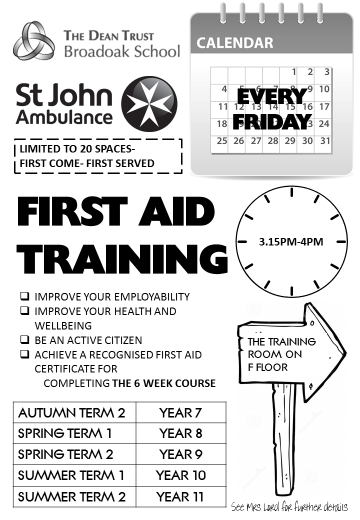 THE DEAN TRUST
Broadoak School
St John
Ambulance
LIMITED TO 20 SPACES-
FIRST COME- FIRST SERVED
CALENDAR
1 2 3
4 5 6 7 8 9 10
11 12 13 14 15 16 17
18 19 20 21 22 23 24
25 26 27 28 29 30 31
EVERY
FRIDAY
FIRST AID
TRAINING
3.15PM-4PM
IMPROVE YOUR EMPLOYABILITY
IMPROVE YOUR HEALTH AND
WELLBEING
BE AN ACTIVE CITIZEN
ACHIEVE A RECOGNISED FIRST AID
CERTIFICATE FOR
COMPLETING THE 6 WEEK COURSE
THE TRAINING
ROOM ON
F FLOOR
AUTUMN TERM 2 YEAR 7
SPRING TERM 1 YEAR 8
SPRING TERM 2 YEAR 9
SUMMER TERM 1 YEAR 10
SUMMER TERM 2 YEAR 11
See Mrs Lord for further details